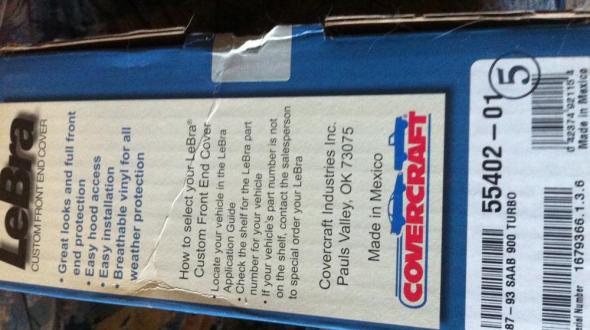 LeBra
CUSTOM FRONT END COVER
• Great looks and full front
end protection
• Easy hood access
• Easy installation
• Breathable vinyl for all
weather protection
How to select your LeBra®
Custom Front End Cover
• Locate your vehicle in the LeBra
Application Guide
• Check the shelf for the LeBra part
number for your vehicle
• If your vehicle's part number is not
on the shelf, contact the salesperson
to special order your LeBra
Covercraft Industries Inc.
Pauls Valley, OK 73075
Made in Mexico
COVERCRAFT
55402-01
5
87-93 SAAB 900 TURBO
Made in Mexico
Serial Number 1679366.1.3.6